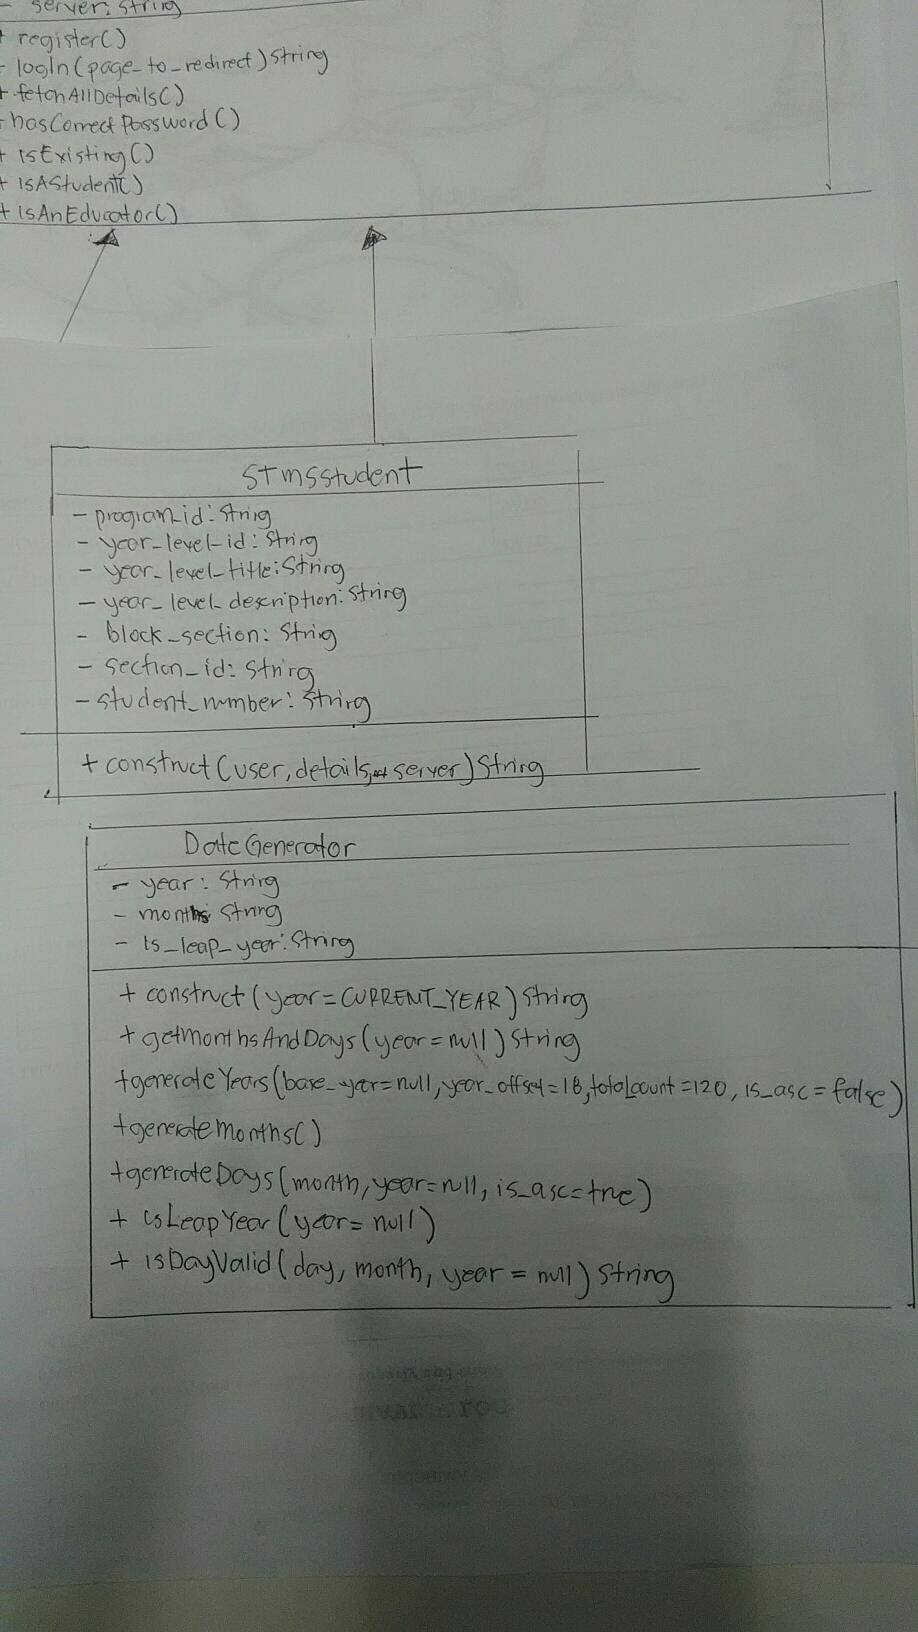 - server: String
+ register()
- logIn(page_to_redirect) String
+ fetchAllDetails()
- hasCorrectPassword()
+ isExisting()
+ isAStudent()
+ isAnEducator()
STMSStudent
- program_id: String
- year_level_id: String
- year_level_title: String
- year_level_description: String
- block_section: String
- section_id: String
- student_number: String
+ construct(user, details, server) String
DateGenerator
- year: String
- months: String
- is_leap_year: String
+ construct(year=CURRENT_YEAR) String
+ getMonthsAndDays(year=null) String
+generateYears(base_year=null, year_offset=18, total_count=120, is_asc=false)
+generateMonths()
+generateDays(month, year=null, is_asc=true)
+ isLeapYear(year= null)
+ isDayValid(day, month, year = null) String